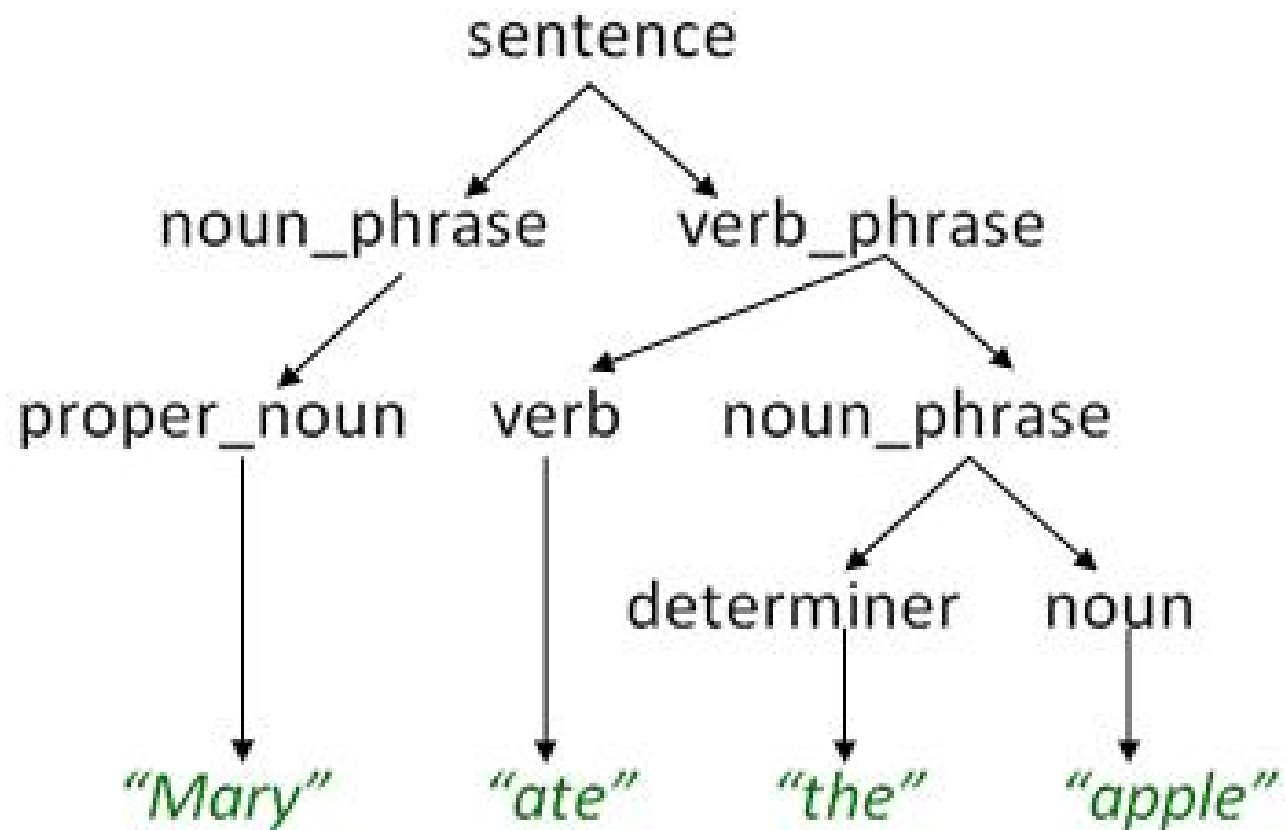 sentence
noun_phrase verb_phrase
proper_noun verb noun_phrase
determiner noun
“Mary” “ate” “the” “apple”